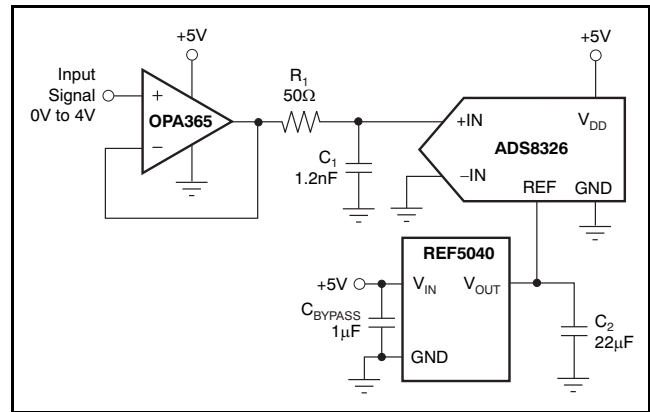 +5V
+5V
Input
Signal
0V to 4V
+
−
OPA365
R1
50Ω
C1
1.2nF
+IN
−IN
VDD
ADS8326
REF
GND
REF5040
+5V
VIN
VOUT
CBYPASS
1μF
GND
C2
22μF